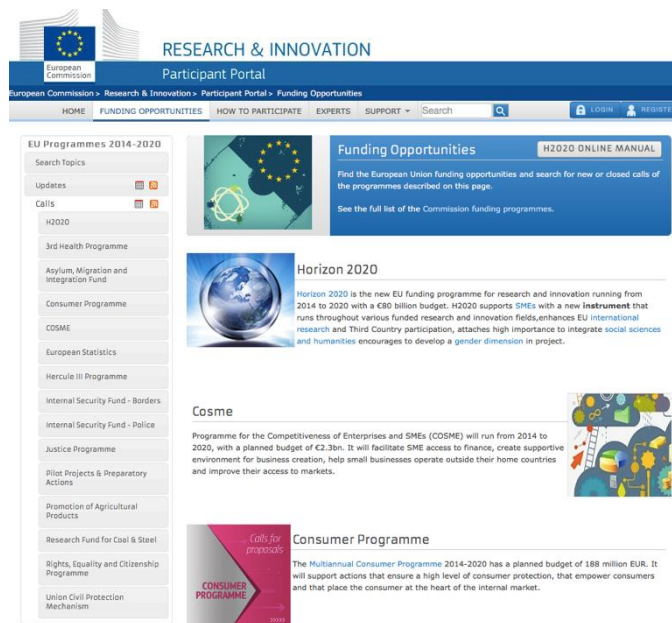 European
Commission
RESEARCH & INNOVATION
Participant Portal
European Commission > Research & Innovation > Participant Portal > Funding Opportunities
HOME FUNDING OPPORTUNITIES HOW TO PARTICIPATE EXPERTS SUPPORT Search LOGIN REGISTE
EU Programmes 2014-2020
Search Topics
Updates
Calls
H2020
3rd Health Programme
Asylum, Migration and
Integration Fund
Consumer Programme
COSME
European Statistics
Hercule III Programme
Internal Security Fund - Borders
Internal Security Fund - Police
Justice Programme
Pilot Projects & Preparatory
Actions
Promotion of Agricultural
Products
Research Fund for Coal & Steel
Rights, Equality and Citizenship
Programme
Union Civil Protection
Mechanism
Funding Opportunities
H2020 ONLINE MANUAL
Find the European Union funding opportunities and search for new or closed calls of
the programmes described on this page.
See the full list of the Commission funding programmes.
Horizon 2020
Horizon 2020 is the new EU funding programme for research and innovation running from
2014 to 2020 with a €80 billion budget. H2020 supports SMEs with a new instrument that
runs throughout various funded research and innovation fields,enhances EU international
research and Third Country participation, attaches high importance to integrate social sciences
and humanities encourages to develop a gender dimension in project.
Cosme
Programme for the Competitiveness of Enterprises and SMEs (COSME) will run from 2014 to
2020, with a planned budget of €2.3bn. It will facilitate SME access to finance, create supportive
environment for business creation, help small businesses operate outside their home countries
and improve their access to markets.
Calls for
proposals
CONSUMER
PROGRAMME
Consumer Programme
The Multiannual Consumer Programme 2014-2020 has a planned budget of 188 million EUR. It
will support actions that ensure a high level of consumer protection, that empower consumers
and that place the consumer at the heart of the internal market.